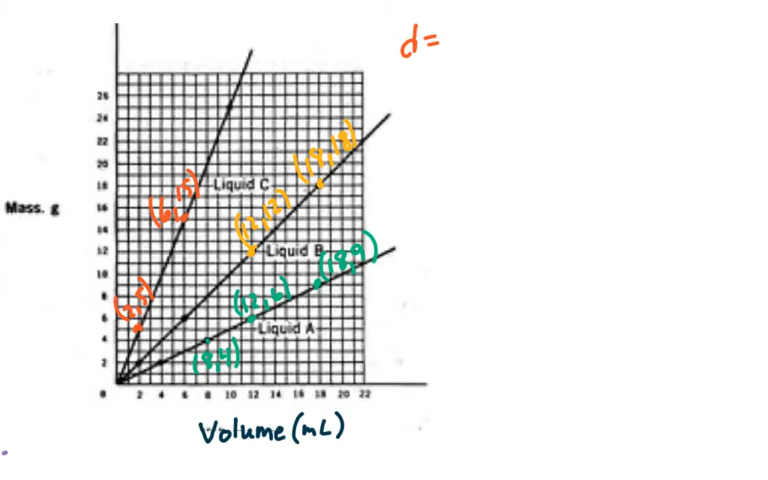 d=
26
24
22
20
18
16
14
12
10
8
6
4
2
0 2 4 6 8 10 12 14 16 18 20 22
Mass. g
Volume (mL)
Liquid C
Liquid B
Liquid A
(6,15)
(2,5)
(18,18)
(12,12)
(18,9)
(12,6)
(8,4)